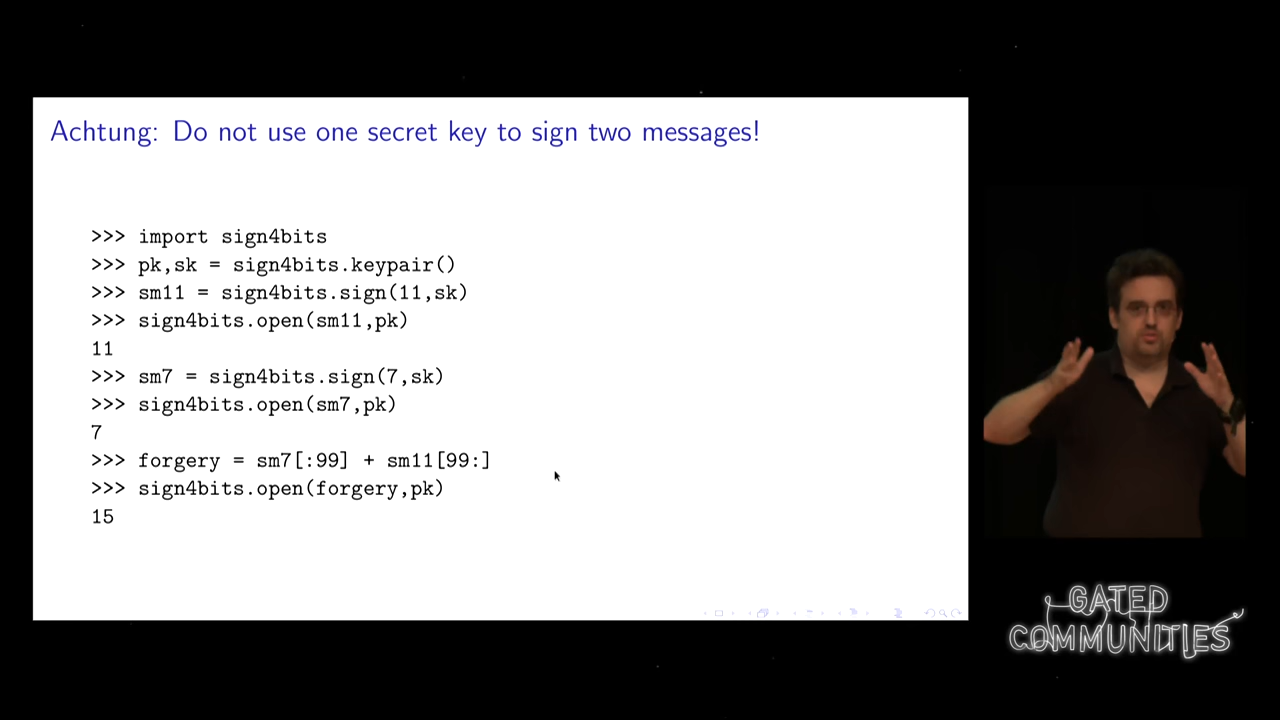 Achtung: Do not use one secret key to sign two messages!
>>> import sign4bits
>>> pk,sk = sign4bits.keypair()
>>> sm11 = sign4bits.sign(11,sk)
>>> sign4bits.open(sm11,pk)
11
>>> sm7 = sign4bits.sign(7,sk)
>>> sign4bits.open(sm7,pk)
7
>>> forgery = sm7[:99] + sm11[99:]
>>> sign4bits.open(forgery,pk)
15
GATED
COMMUNITIES